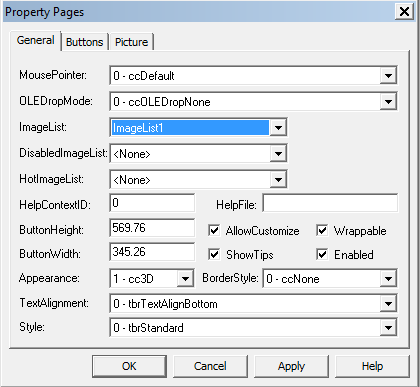 Property Pages
General Buttons Picture
MousePointer: 0 - ccDefault
OLEDropMode: 0 - ccOLEDropNone
ImageList: ImageList1
DisabledImageList: <None>
HotImageList: <None>
HelpContextID: 0 HelpFile:
ButtonHeight: 569.76 AllowCustomize Wrappable
ButtonWidth: 345.26 ShowTips Enabled
Appearance: 1 - cc3D BorderStyle: 0 - ccNone
TextAlignment: 0 - tbrTextAlignBottom
Style: 0 - tbrStandard
OK Cancel Apply Help